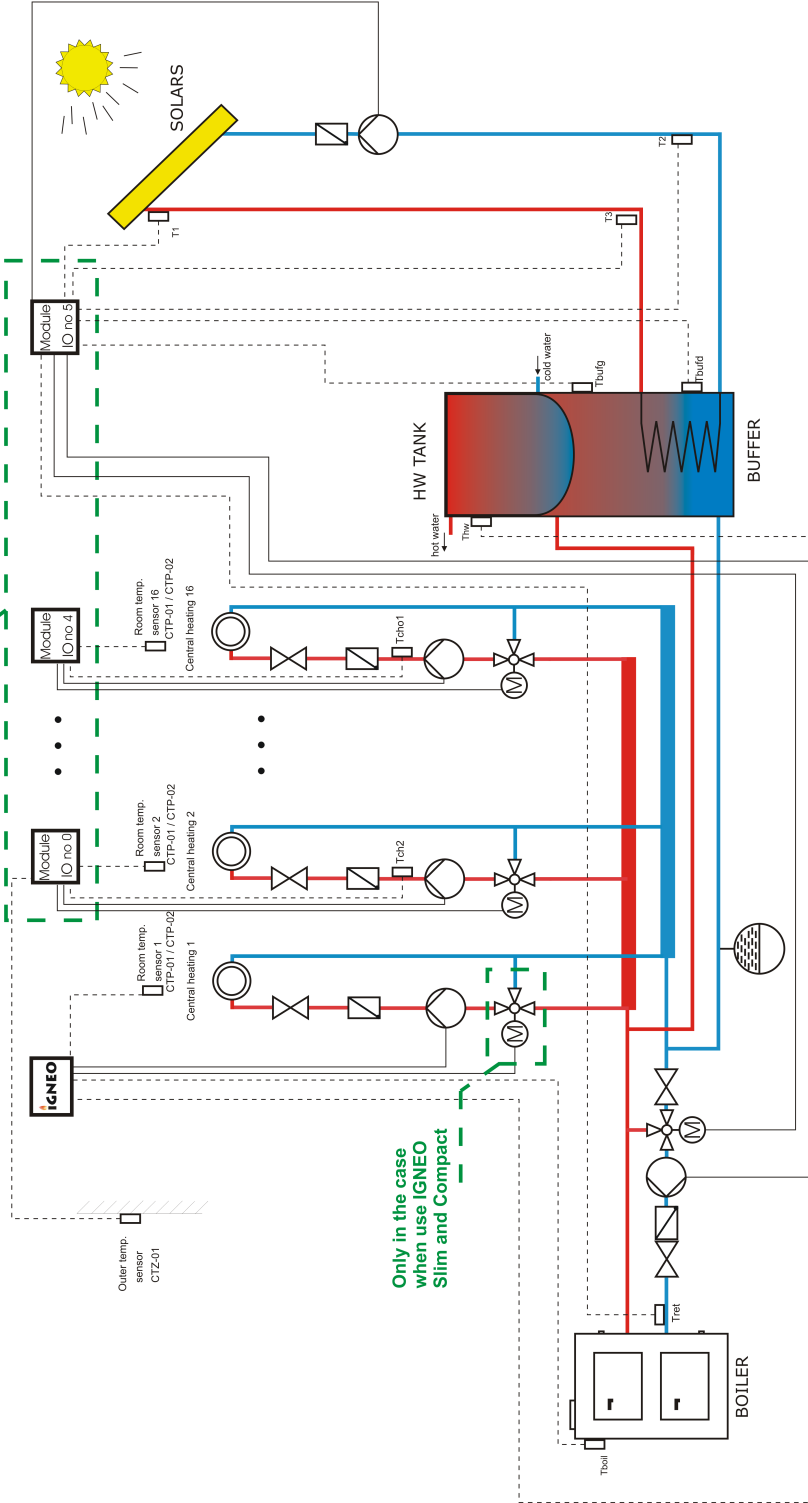 Outer temp.
sensor
CTZ-01
iGNEO
Module
IO no 0
Module
IO no 4
Module
IO no 5
Room temp.
sensor 1
CTP-01 / CTP-02
Central heating 1
Room temp.
sensor 2
CTP-01 / CTP-02
Central heating 2
Room temp.
sensor 16
CTP-01 / CTP-02
Central heating 16
SOLARS
T1
Tch2
Tcho1
Only in the case
when use IGNEO
Slim and Compact
M
M
M
HW TANK
hot water
Thw
cold water
Tbufg
T3
T2
Tboil
Tret
M
Tbufd
BOILER
BUFFER